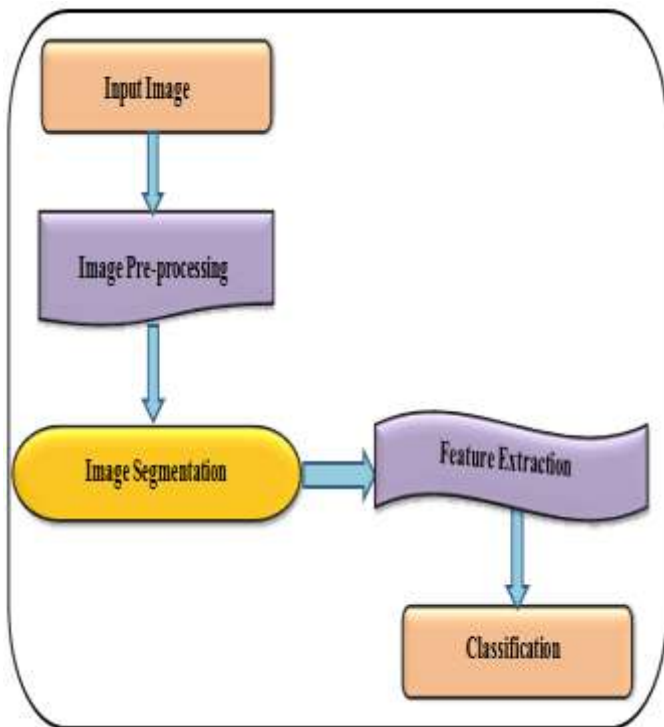 Input Image
Image Pre-processing
Image Segmentation
Feature Extraction
Classification